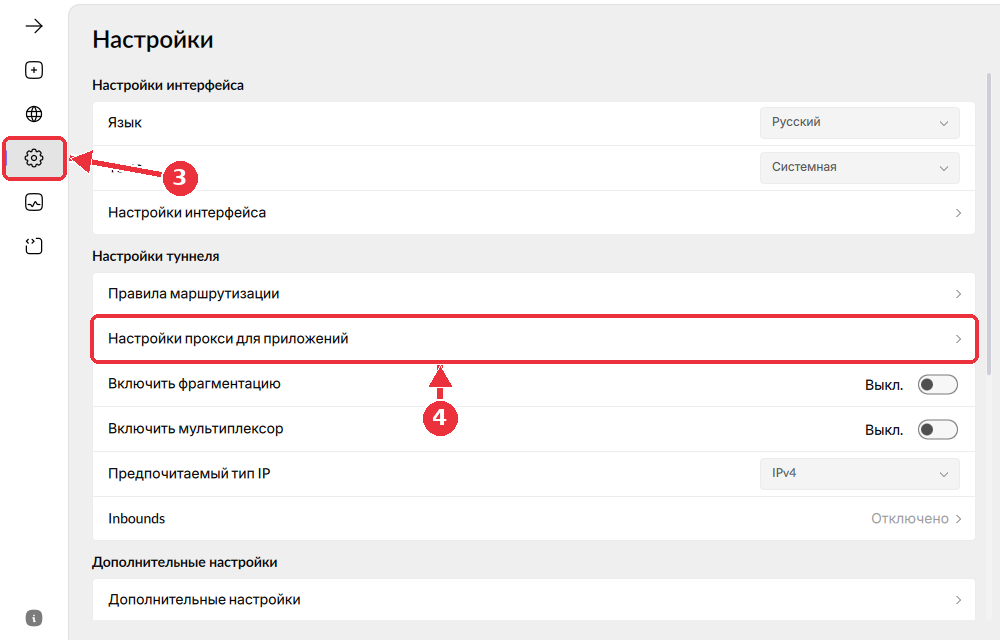 Настройки
Настройки интерфейса
Язык
Русский
3
Системная
Настройки интерфейса
Настройки туннеля
Правила маршрутизации
Настройки прокси для приложений
Включить фрагментацию
Выкл.
4
Включить мультиплексор
Выкл.
Предпочитаемый тип IP
IPv4
Inbounds
Отключено
Дополнительные настройки
Дополнительные настройки